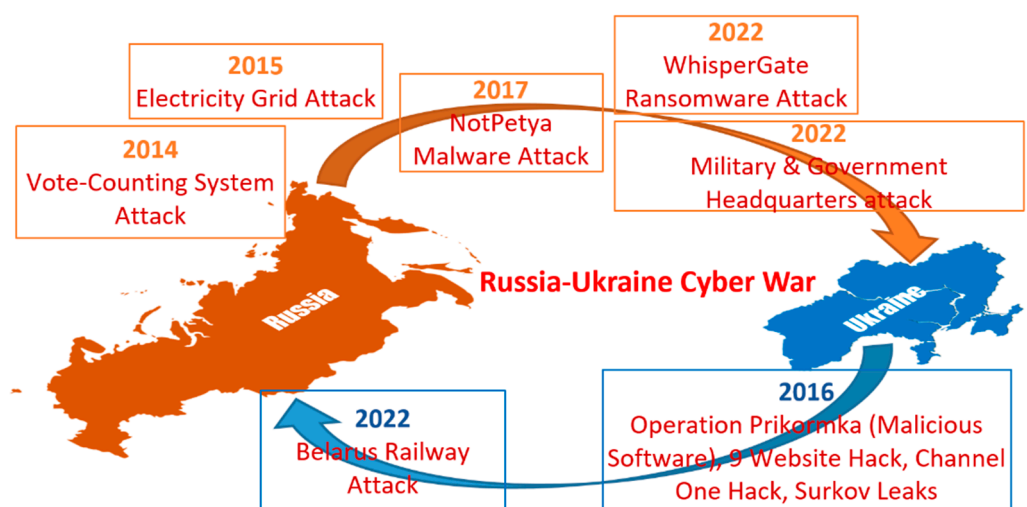 2015
Electricity Grid Attack
2014
Vote-Counting System
Attack
2017
NotPetya
Malware Attack
2022
WhisperGate
Ransomware Attack
2022
Military & Government
Headquarters attack
Russia-Ukraine Cyber War
Russia
Ukraine
2022
Belarus Railway
Attack
2016
Operation Prikormka (Malicious
Software), 9 Website Hack, Channel
One Hack, Surkov Leaks